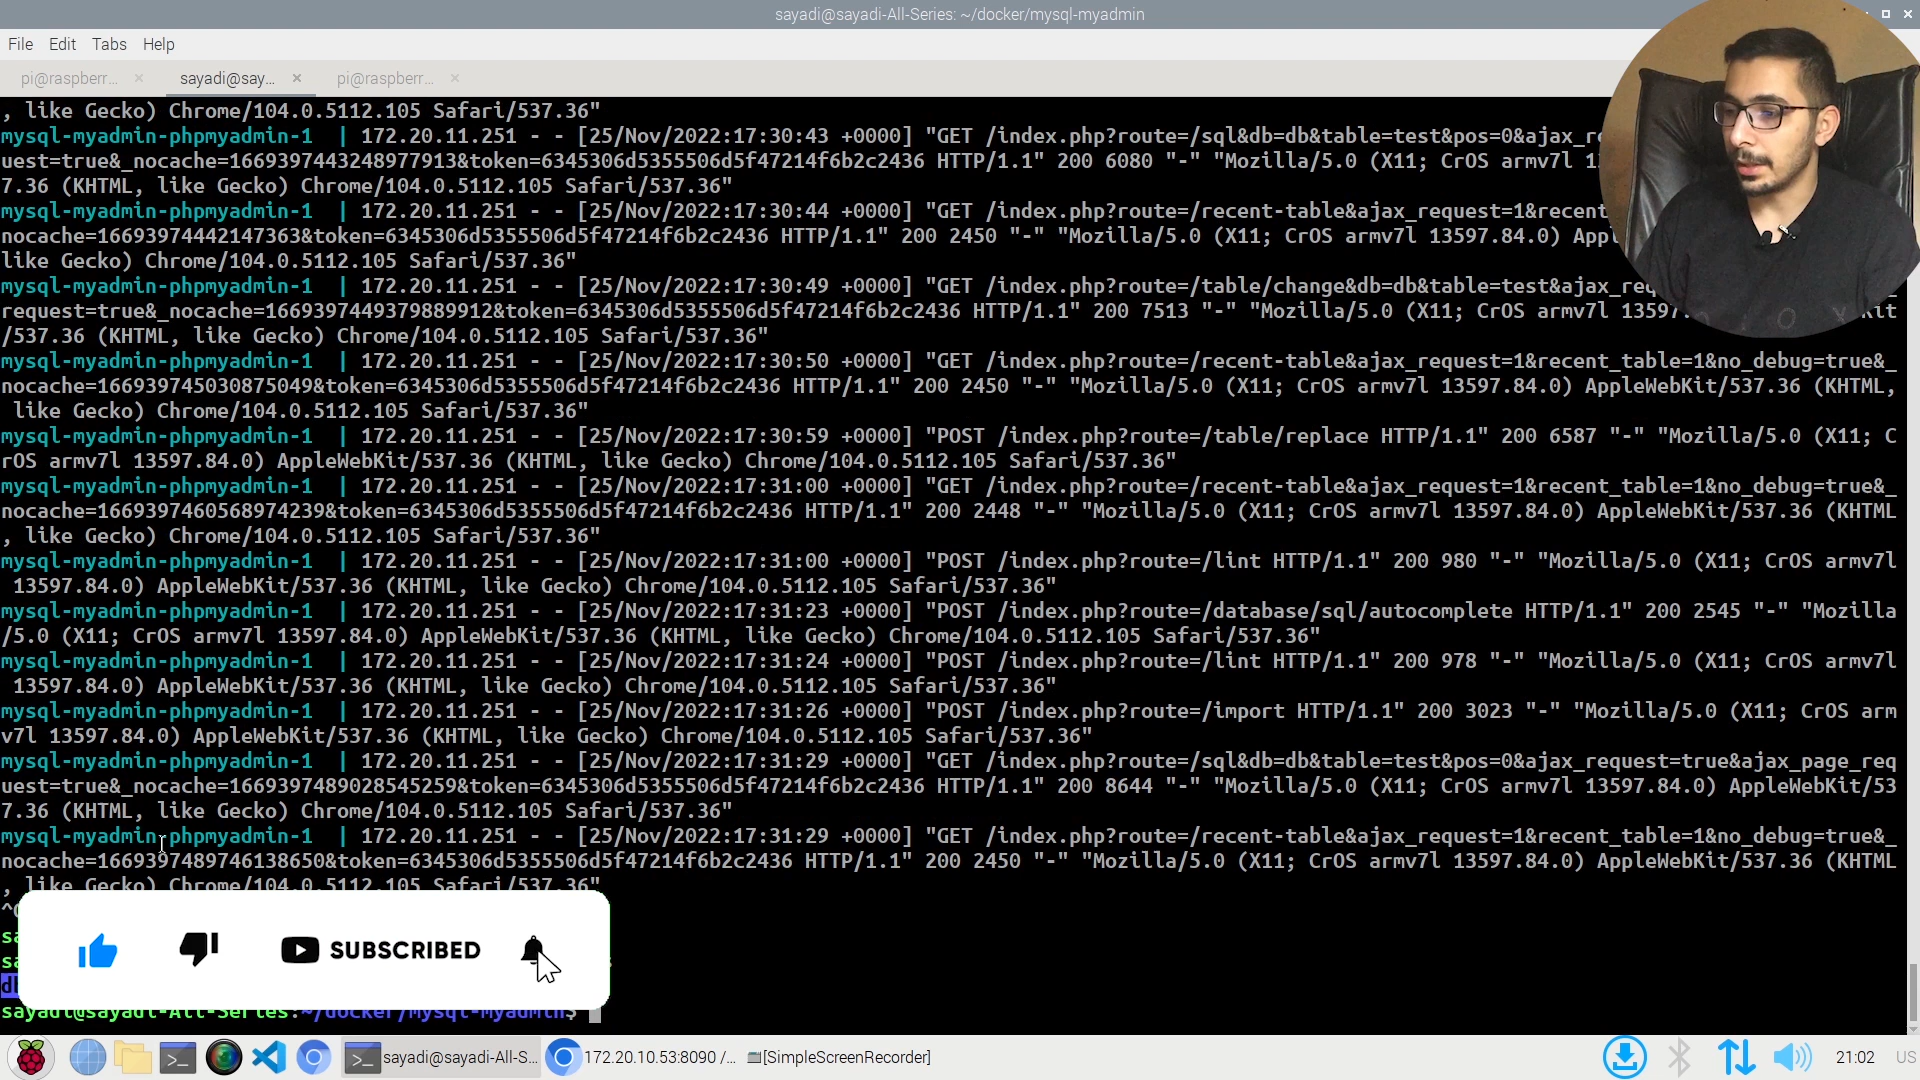 sayadi@sayadi-All-Series: ~/docker/mysql-myadmin
File Edit Tabs Help
pi@raspberr... × sayadi@say... × pi@raspberr... ×
, like Gecko) Chrome/104.0.5112.105 Safari/537.36"
mysql-myadmin-phpmyadmin-1 | 172.20.11.251 - - [25/Nov/2022:17:30:43 +0000] "GET /index.php?route=/sql&db=db&table=test&pos=0&ajax_re
uest=true&_nocache=1669397443248977913&token=6345306d5355506d5f47214f6b2c2436 HTTP/1.1" 200 6080 "-" "Mozilla/5.0 (X11; CrOS armv7l 13
7.36 (KHTML, like Gecko) Chrome/104.0.5112.105 Safari/537.36"
mysql-myadmin-phpmyadmin-1 | 172.20.11.251 - - [25/Nov/2022:17:30:44 +0000] "GET /index.php?route=/recent-table&ajax_request=1&recent
nocache=16693974442147363&token=6345306d5355506d5f47214f6b2c2436 HTTP/1.1" 200 2450 "-" "Mozilla/5.0 (X11; CrOS armv7l 13597.84.0) Appl
like Gecko) Chrome/104.0.5112.105 Safari/537.36"
mysql-myadmin-phpmyadmin-1 | 172.20.11.251 - - [25/Nov/2022:17:30:49 +0000] "GET /index.php?route=/table/change&db=db&table=test&ajax_req
request=true&_nocache=1669397449379889912&token=6345306d5355506d5f47214f6b2c2436 HTTP/1.1" 200 7513 "-" "Mozilla/5.0 (X11; CrOS armv7l 13597. Kit
/537.36 (KHTML, like Gecko) Chrome/104.0.5112.105 Safari/537.36"
mysql-myadmin-phpmyadmin-1 | 172.20.11.251 - - [25/Nov/2022:17:30:50 +0000] "GET /index.php?route=/recent-table&ajax_request=1&recent_table=1&no_debug=true&_
nocache=166939745030875049&token=6345306d5355506d5f47214f6b2c2436 HTTP/1.1" 200 2450 "-" "Mozilla/5.0 (X11; CrOS armv7l 13597.84.0) AppleWebKit/537.36 (KHTML,
like Gecko) Chrome/104.0.5112.105 Safari/537.36"
mysql-myadmin-phpmyadmin-1 | 172.20.11.251 - - [25/Nov/2022:17:30:59 +0000] "POST /index.php?route=/table/replace HTTP/1.1" 200 6587 "-" "Mozilla/5.0 (X11; C
rOS armv7l 13597.84.0) AppleWebKit/537.36 (KHTML, like Gecko) Chrome/104.0.5112.105 Safari/537.36"
mysql-myadmin-phpmyadmin-1 | 172.20.11.251 - - [25/Nov/2022:17:31:00 +0000] "GET /index.php?route=/recent-table&ajax_request=1&recent_table=1&no_debug=true&_
nocache=1669397460568974239&token=6345306d5355506d5f47214f6b2c2436 HTTP/1.1" 200 2448 "-" "Mozilla/5.0 (X11; CrOS armv7l 13597.84.0) AppleWebKit/537.36 (KHTML
, like Gecko) Chrome/104.0.5112.105 Safari/537.36"
mysql-myadmin-phpmyadmin-1 | 172.20.11.251 - - [25/Nov/2022:17:31:00 +0000] "POST /index.php?route=/lint HTTP/1.1" 200 980 "-" "Mozilla/5.0 (X11; CrOS armv7l
13597.84.0) AppleWebKit/537.36 (KHTML, like Gecko) Chrome/104.0.5112.105 Safari/537.36"
mysql-myadmin-phpmyadmin-1 | 172.20.11.251 - - [25/Nov/2022:17:31:23 +0000] "POST /index.php?route=/database/sql/autocomplete HTTP/1.1" 200 2545 "-" "Mozilla
/5.0 (X11; CrOS armv7l 13597.84.0) AppleWebKit/537.36 (KHTML, like Gecko) Chrome/104.0.5112.105 Safari/537.36"
mysql-myadmin-phpmyadmin-1 | 172.20.11.251 - - [25/Nov/2022:17:31:24 +0000] "POST /index.php?route=/lint HTTP/1.1" 200 978 "-" "Mozilla/5.0 (X11; CrOS armv7l
13597.84.0) AppleWebKit/537.36 (KHTML, like Gecko) Chrome/104.0.5112.105 Safari/537.36"
mysql-myadmin-phpmyadmin-1 | 172.20.11.251 - - [25/Nov/2022:17:31:26 +0000] "POST /index.php?route=/import HTTP/1.1" 200 3023 "-" "Mozilla/5.0 (X11; CrOS arm
v7l 13597.84.0) AppleWebKit/537.36 (KHTML, like Gecko) Chrome/104.0.5112.105 Safari/537.36"
mysql-myadmin-phpmyadmin-1 | 172.20.11.251 - - [25/Nov/2022:17:31:29 +0000] "GET /index.php?route=/sql&db=db&table=test&pos=0&ajax_request=true&ajax_page_req
uest=true&_nocache=1669397489028545259&token=6345306d5355506d5f47214f6b2c2436 HTTP/1.1" 200 8644 "-" "Mozilla/5.0 (X11; CrOS armv7l 13597.84.0) AppleWebKit/53
7.36 (KHTML, like Gecko) Chrome/104.0.5112.105 Safari/537.36"
mysql-myadmin-phpmyadmin-1 | 172.20.11.251 - - [25/Nov/2022:17:31:29 +0000] "GET /index.php?route=/recent-table&ajax_request=1&recent_table=1&no_debug=true&_
nocache=1669397489746138650&token=6345306d5355506d5f47214f6b2c2436 HTTP/1.1" 200 2450 "-" "Mozilla/5.0 (X11; CrOS armv7l 13597.84.0) AppleWebKit/537.36 (KHTML
, like Gecko) Chrome/104.0.5112.105 Safari/537.36"
SUBSCRIBED
sayadi@sayadi-All-Series:~/docker/mysql-myadmin$
sayadi@sayadi-All-S... 172.20.10.53:8090 /... [SimpleScreenRecorder] 21:02 US